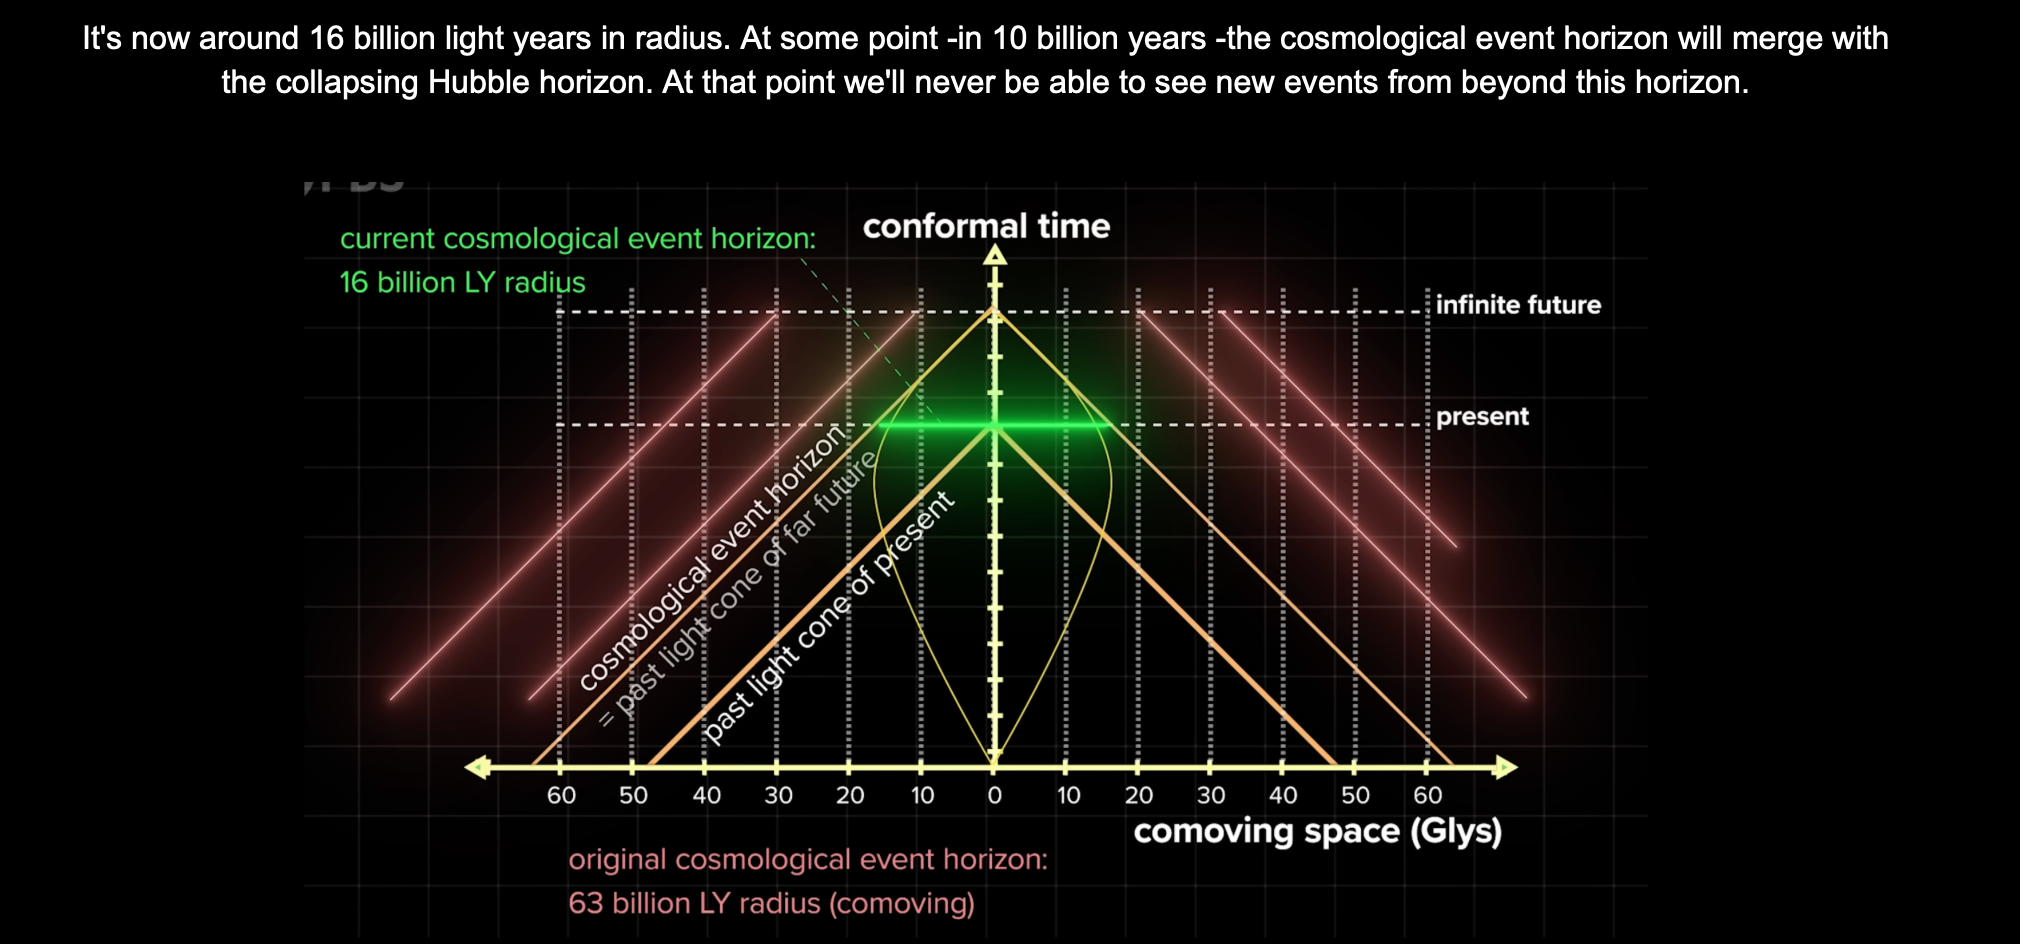 It's now around 16 billion light years in radius. At some point -in 10 billion years -the cosmological event horizon will merge with
the collapsing Hubble horizon. At that point we'll never be able to see new events from beyond this horizon.
current cosmological event horizon:
16 billion LY radius
conformal time
infinite future
present
cosmological event horizon
= past light cone of far future
past light cone of present
60 50 40 30 20 10 0 10 20 30 40 50 60
comoving space (Glys)
original cosmological event horizon:
63 billion LY radius (comoving)